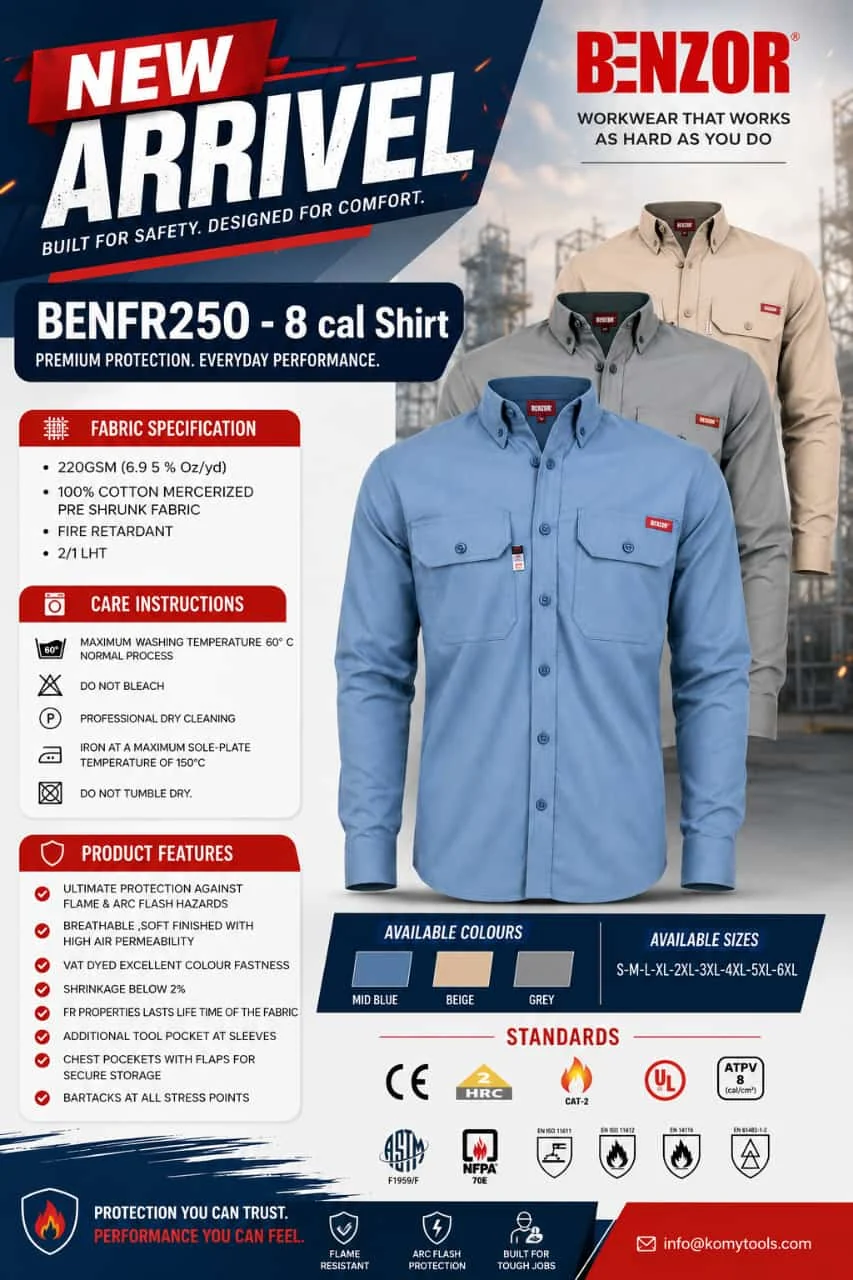 NEW
ARRIVEL
BUILT FOR SAFETY. DESIGNED FOR COMFORT.
BENZOR®
WORKWEAR THAT WORKS
AS HARD AS YOU DO
BENFR250 - 8 cal Shirt
PREMIUM PROTECTION. EVERYDAY PERFORMANCE.
BENZOR
BENZOR
BENZOR
BENZOR
BENZOR
BENZOR
FABRIC SPECIFICATION
• 220GSM (6.9 5 % Oz/yd)
• 100% COTTON MERCERIZED
PRE SHRUNK FABRIC
• FIRE RETARDANT
• 2/1 LHT
CARE INSTRUCTIONS
60°
MAXIMUM WASHING TEMPERATURE 60° C
NORMAL PROCESS
DO NOT BLEACH
P
PROFESSIONAL DRY CLEANING
IRON AT A MAXIMUM SOLE-PLATE
TEMPERATURE OF 150°C
DO NOT TUMBLE DRY.
PRODUCT FEATURES
ULTIMATE PROTECTION AGAINST
FLAME & ARC FLASH HAZARDS
BREATHABLE ,SOFT FINISHED WITH
HIGH AIR PERMEABILITY
VAT DYED EXCELLENT COLOUR FASTNESS
SHRINKAGE BELOW 2%
FR PROPERTIES LASTS LIFE TIME OF THE FABRIC
ADDITIONAL TOOL POCKET AT SLEEVES
CHEST POCEKETS WITH FLAPS FOR
SECURE STORAGE
BARTACKS AT ALL STRESS POINTS
AVAILABLE COLOURS
MID BLUE
BEIGE
GREY
AVAILABLE SIZES
S-M-L-XL-2XL-3XL-4XL-5XL-6XL
STANDARDS
CE
2
HRC
CAT-2
UL
ATPV
8
(cal/cm²)
ASTM
F1959/F
NFPA
70E
EN ISO 11611
EN ISO 11612
EN 14116
EN 61482-1-2
PROTECTION YOU CAN TRUST.
PERFORMANCE YOU CAN FEEL.
FLAME
RESISTANT
ARC FLASH
PROTECTION
BUILT FOR
TOUGH JOBS
info@komytools.com